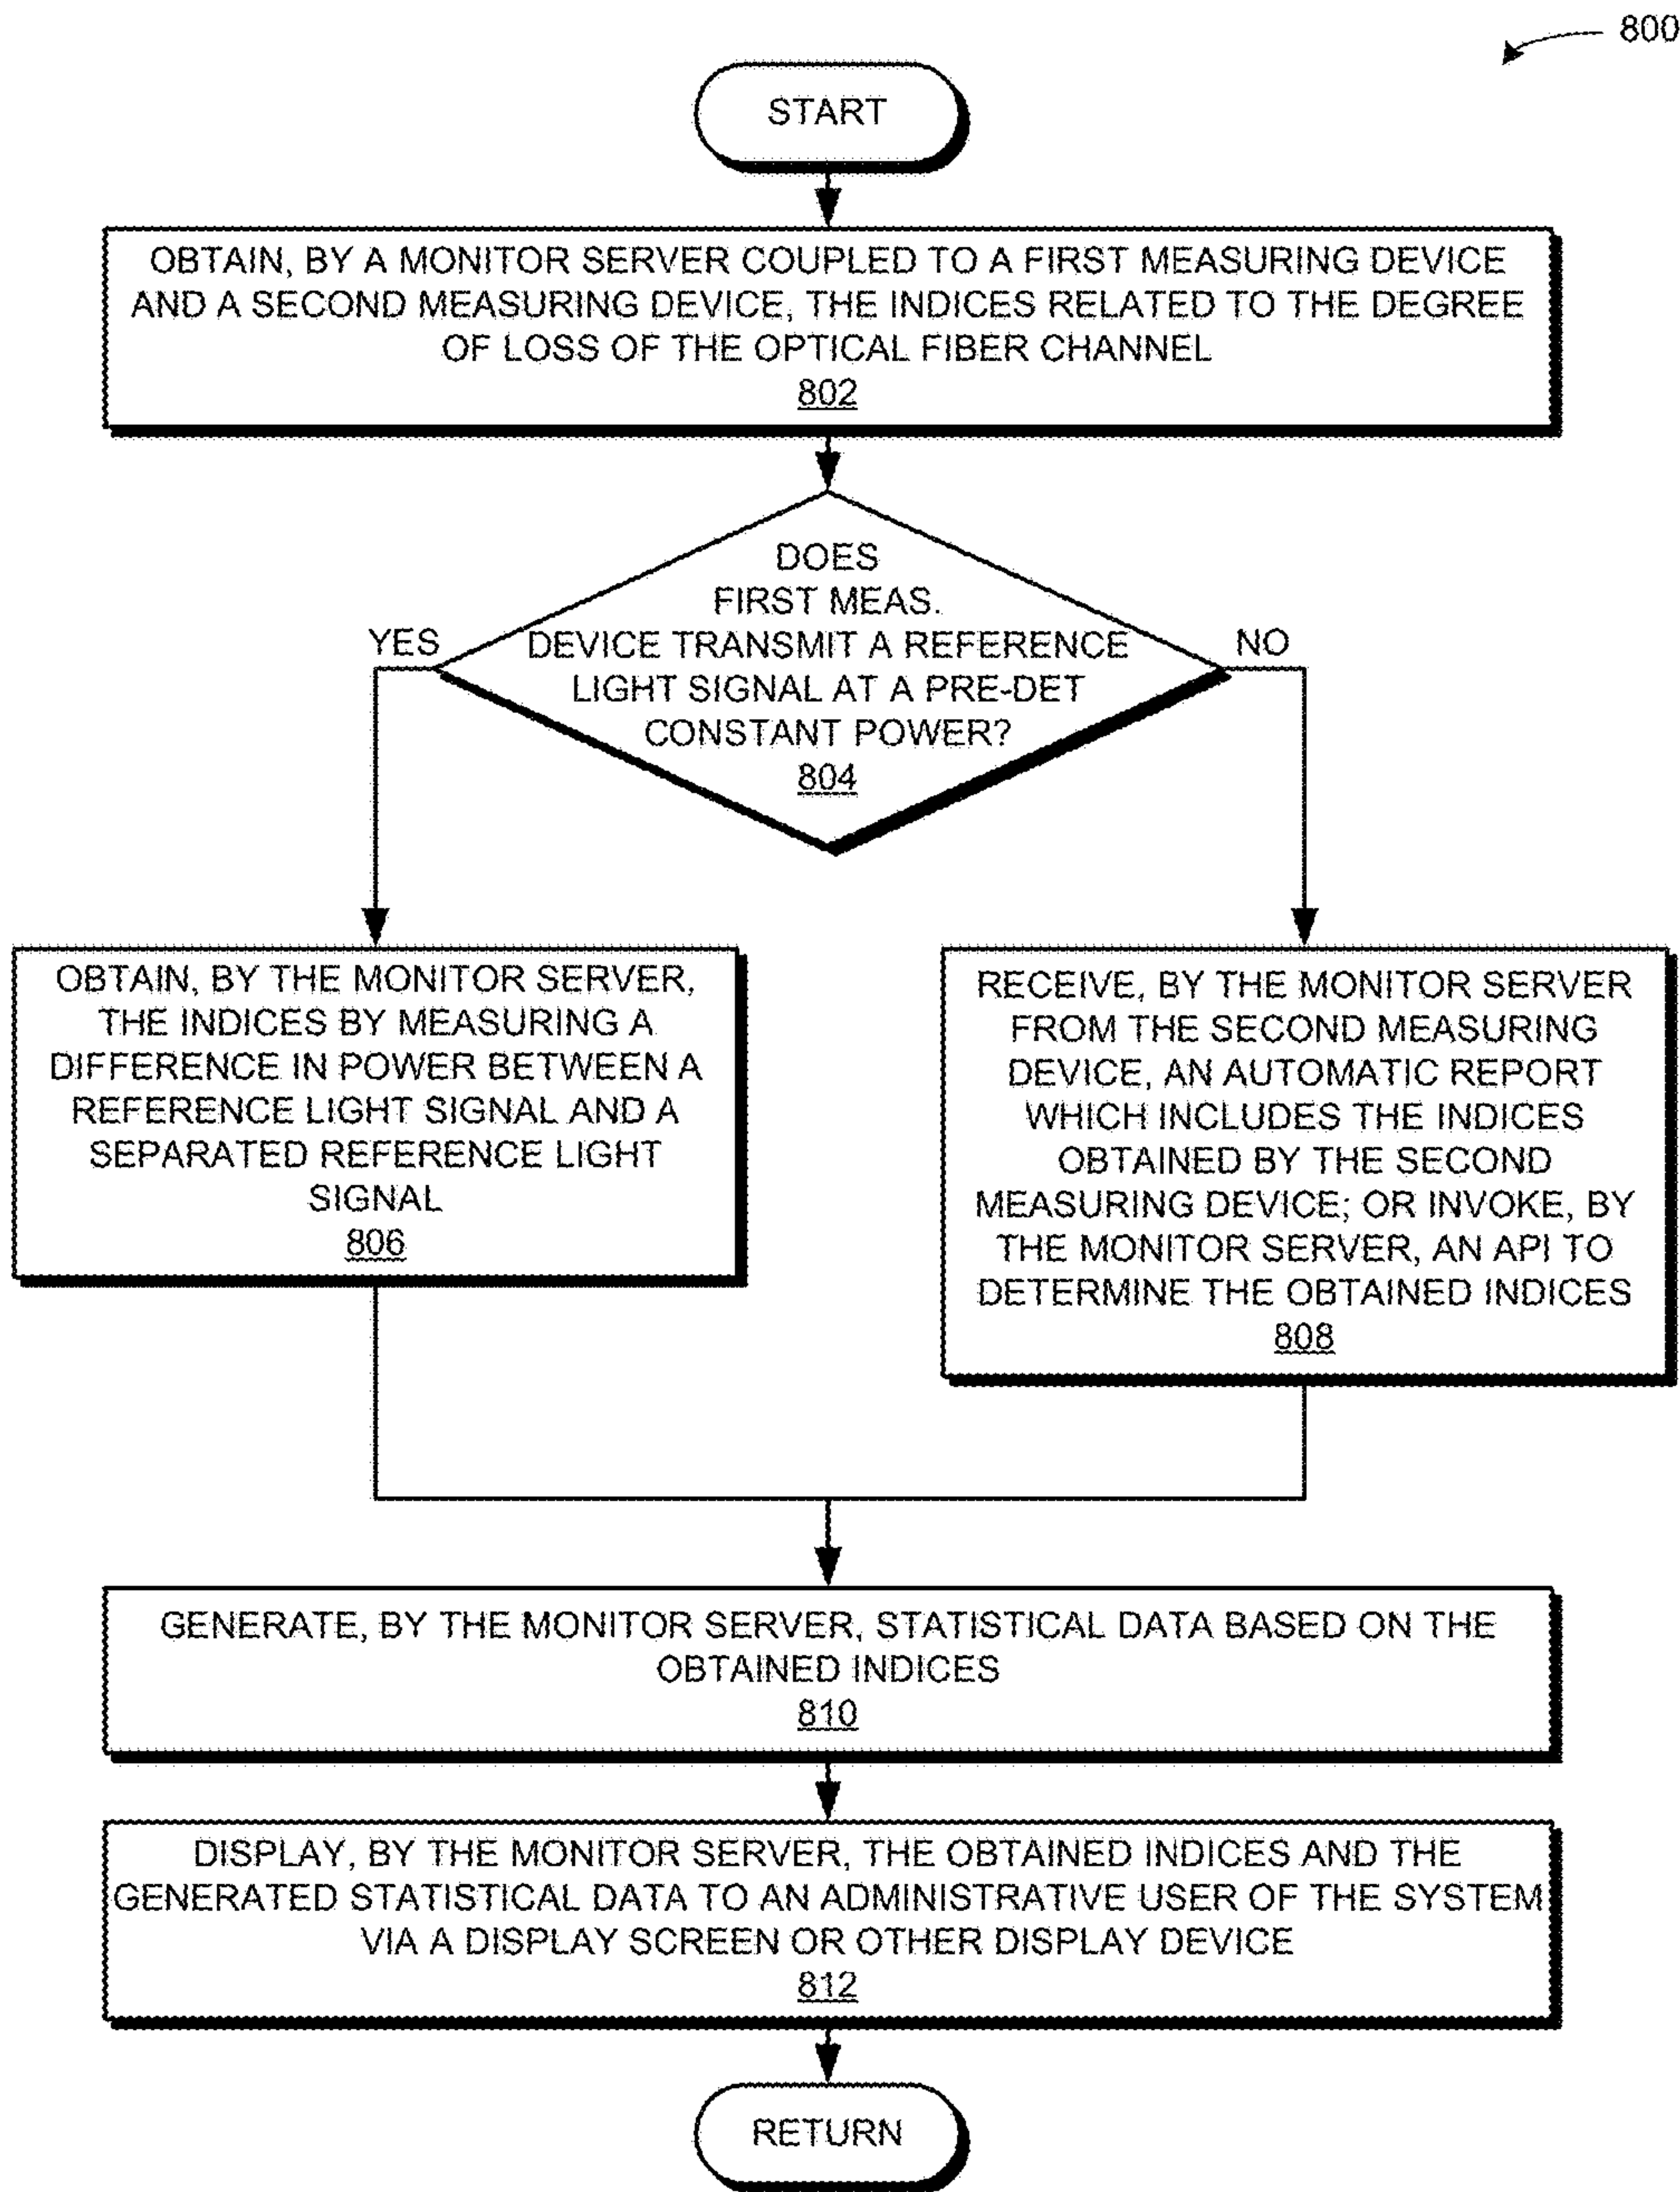 800
START
OBTAIN, BY A MONITOR SERVER COUPLED TO A FIRST MEASURING DEVICE
AND A SECOND MEASURING DEVICE, THE INDICES RELATED TO THE DEGREE
OF LOSS OF THE OPTICAL FIBER CHANNEL
802
DOES
FIRST MEAS.
DEVICE TRANSMIT A REFERENCE
LIGHT SIGNAL AT A PRE-DET
CONSTANT POWER?
804
YES
NO
OBTAIN, BY THE MONITOR SERVER,
THE INDICES BY MEASURING A
DIFFERENCE IN POWER BETWEEN A
REFERENCE LIGHT SIGNAL AND A
SEPARATED REFERENCE LIGHT
SIGNAL
806
RECEIVE, BY THE MONITOR SERVER
FROM THE SECOND MEASURING
DEVICE, AN AUTOMATIC REPORT
WHICH INCLUDES THE INDICES
OBTAINED BY THE SECOND
MEASURING DEVICE; OR INVOKE, BY
THE MONITOR SERVER, AN API TO
DETERMINE THE OBTAINED INDICES
808
GENERATE, BY THE MONITOR SERVER, STATISTICAL DATA BASED ON THE
OBTAINED INDICES
810
DISPLAY, BY THE MONITOR SERVER, THE OBTAINED INDICES AND THE
GENERATED STATISTICAL DATA TO AN ADMINISTRATIVE USER OF THE SYSTEM
VIA A DISPLAY SCREEN OR OTHER DISPLAY DEVICE
812
RETURN